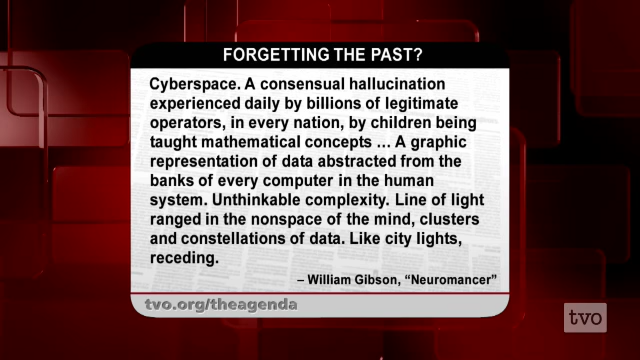 FORGETTING THE PAST?
Cyberspace. A consensual hallucination
experienced daily by billions of legitimate
operators, in every nation, by children being
taught mathematical concepts ... A graphic
representation of data abstracted from the
banks of every computer in the human
system. Unthinkable complexity. Line of light
ranged in the nonspace of the mind, clusters
and constellations of data. Like city lights,
receding.
– William Gibson, “Neuromancer”
tvo.org/theagenda
tvo